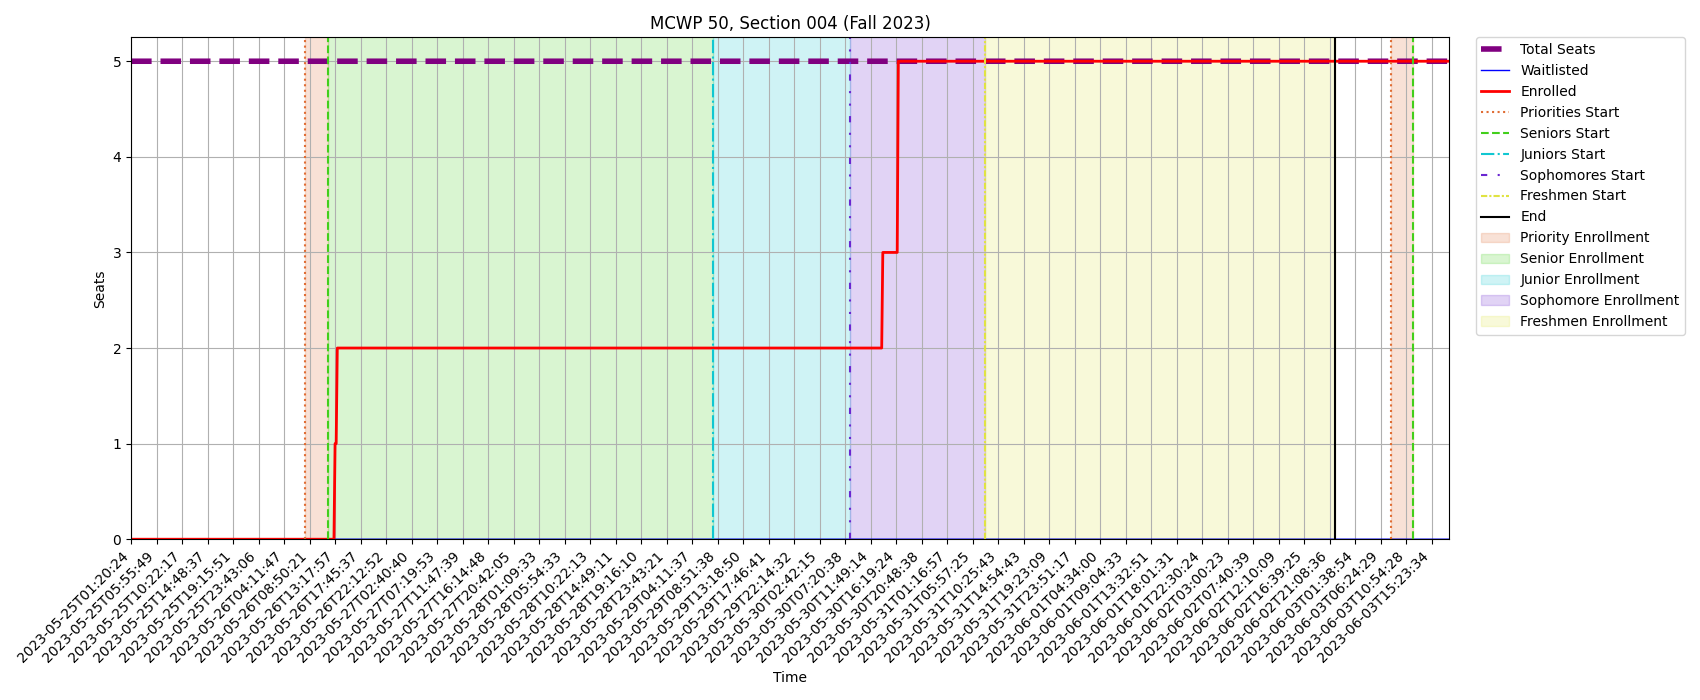 MCWP 50, Section 004 (Fall 2023)
Seats
5
4
3
2
1
0
Total Seats
Waitlisted
Enrolled
Priorities Start
Seniors Start
Juniors Start
Sophomores Start
Freshmen Start
End
Priority Enrollment
Senior Enrollment
Junior Enrollment
Sophomore Enrollment
Freshmen Enrollment
2023-05-25T01:20:24
2023-05-25T05:55:49
2023-05-25T10:22:17
2023-05-25T14:48:37
2023-05-25T19:15:51
2023-05-25T23:43:06
2023-05-26T04:11:47
2023-05-26T08:50:21
2023-05-26T13:17:57
2023-05-26T17:45:37
2023-05-26T22:12:52
2023-05-27T02:40:40
2023-05-27T07:19:53
2023-05-27T11:47:39
2023-05-27T16:14:48
2023-05-27T20:42:05
2023-05-28T01:09:33
2023-05-28T05:54:33
2023-05-28T10:22:13
2023-05-28T14:49:11
2023-05-28T19:16:10
2023-05-28T23:43:21
2023-05-29T04:11:37
2023-05-29T08:51:38
2023-05-29T13:18:50
2023-05-29T17:46:41
2023-05-29T22:14:32
2023-05-30T02:42:15
2023-05-30T07:20:38
2023-05-30T11:49:14
2023-05-30T16:19:24
2023-05-30T20:48:38
2023-05-31T01:16:57
2023-05-31T05:57:25
2023-05-31T10:25:43
2023-05-31T14:54:43
2023-05-31T19:23:09
2023-05-31T23:51:17
2023-06-01T04:34:00
2023-06-01T09:04:33
2023-06-01T13:32:51
2023-06-01T18:01:31
2023-06-01T22:30:24
2023-06-02T03:00:23
2023-06-02T07:40:39
2023-06-02T12:10:09
2023-06-02T16:39:25
2023-06-02T21:08:36
2023-06-03T01:38:54
2023-06-03T06:24:29
2023-06-03T10:54:28
2023-06-03T15:23:34
Time